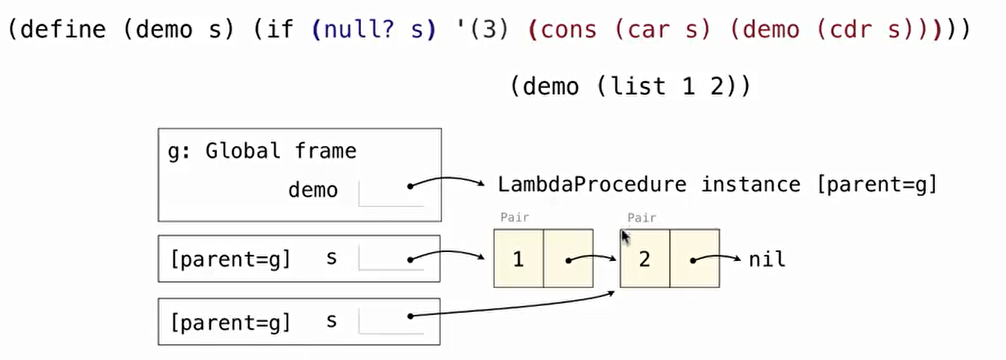 (define (demo s) (if (null? s) '(3) (cons (car s) (demo (cdr s)))))
(demo (list 1 2))
g: Global frame
demo
LambdaProcedure instance [parent=g]
Pair Pair
[parent=g] s 1 2 nil
[parent=g] s